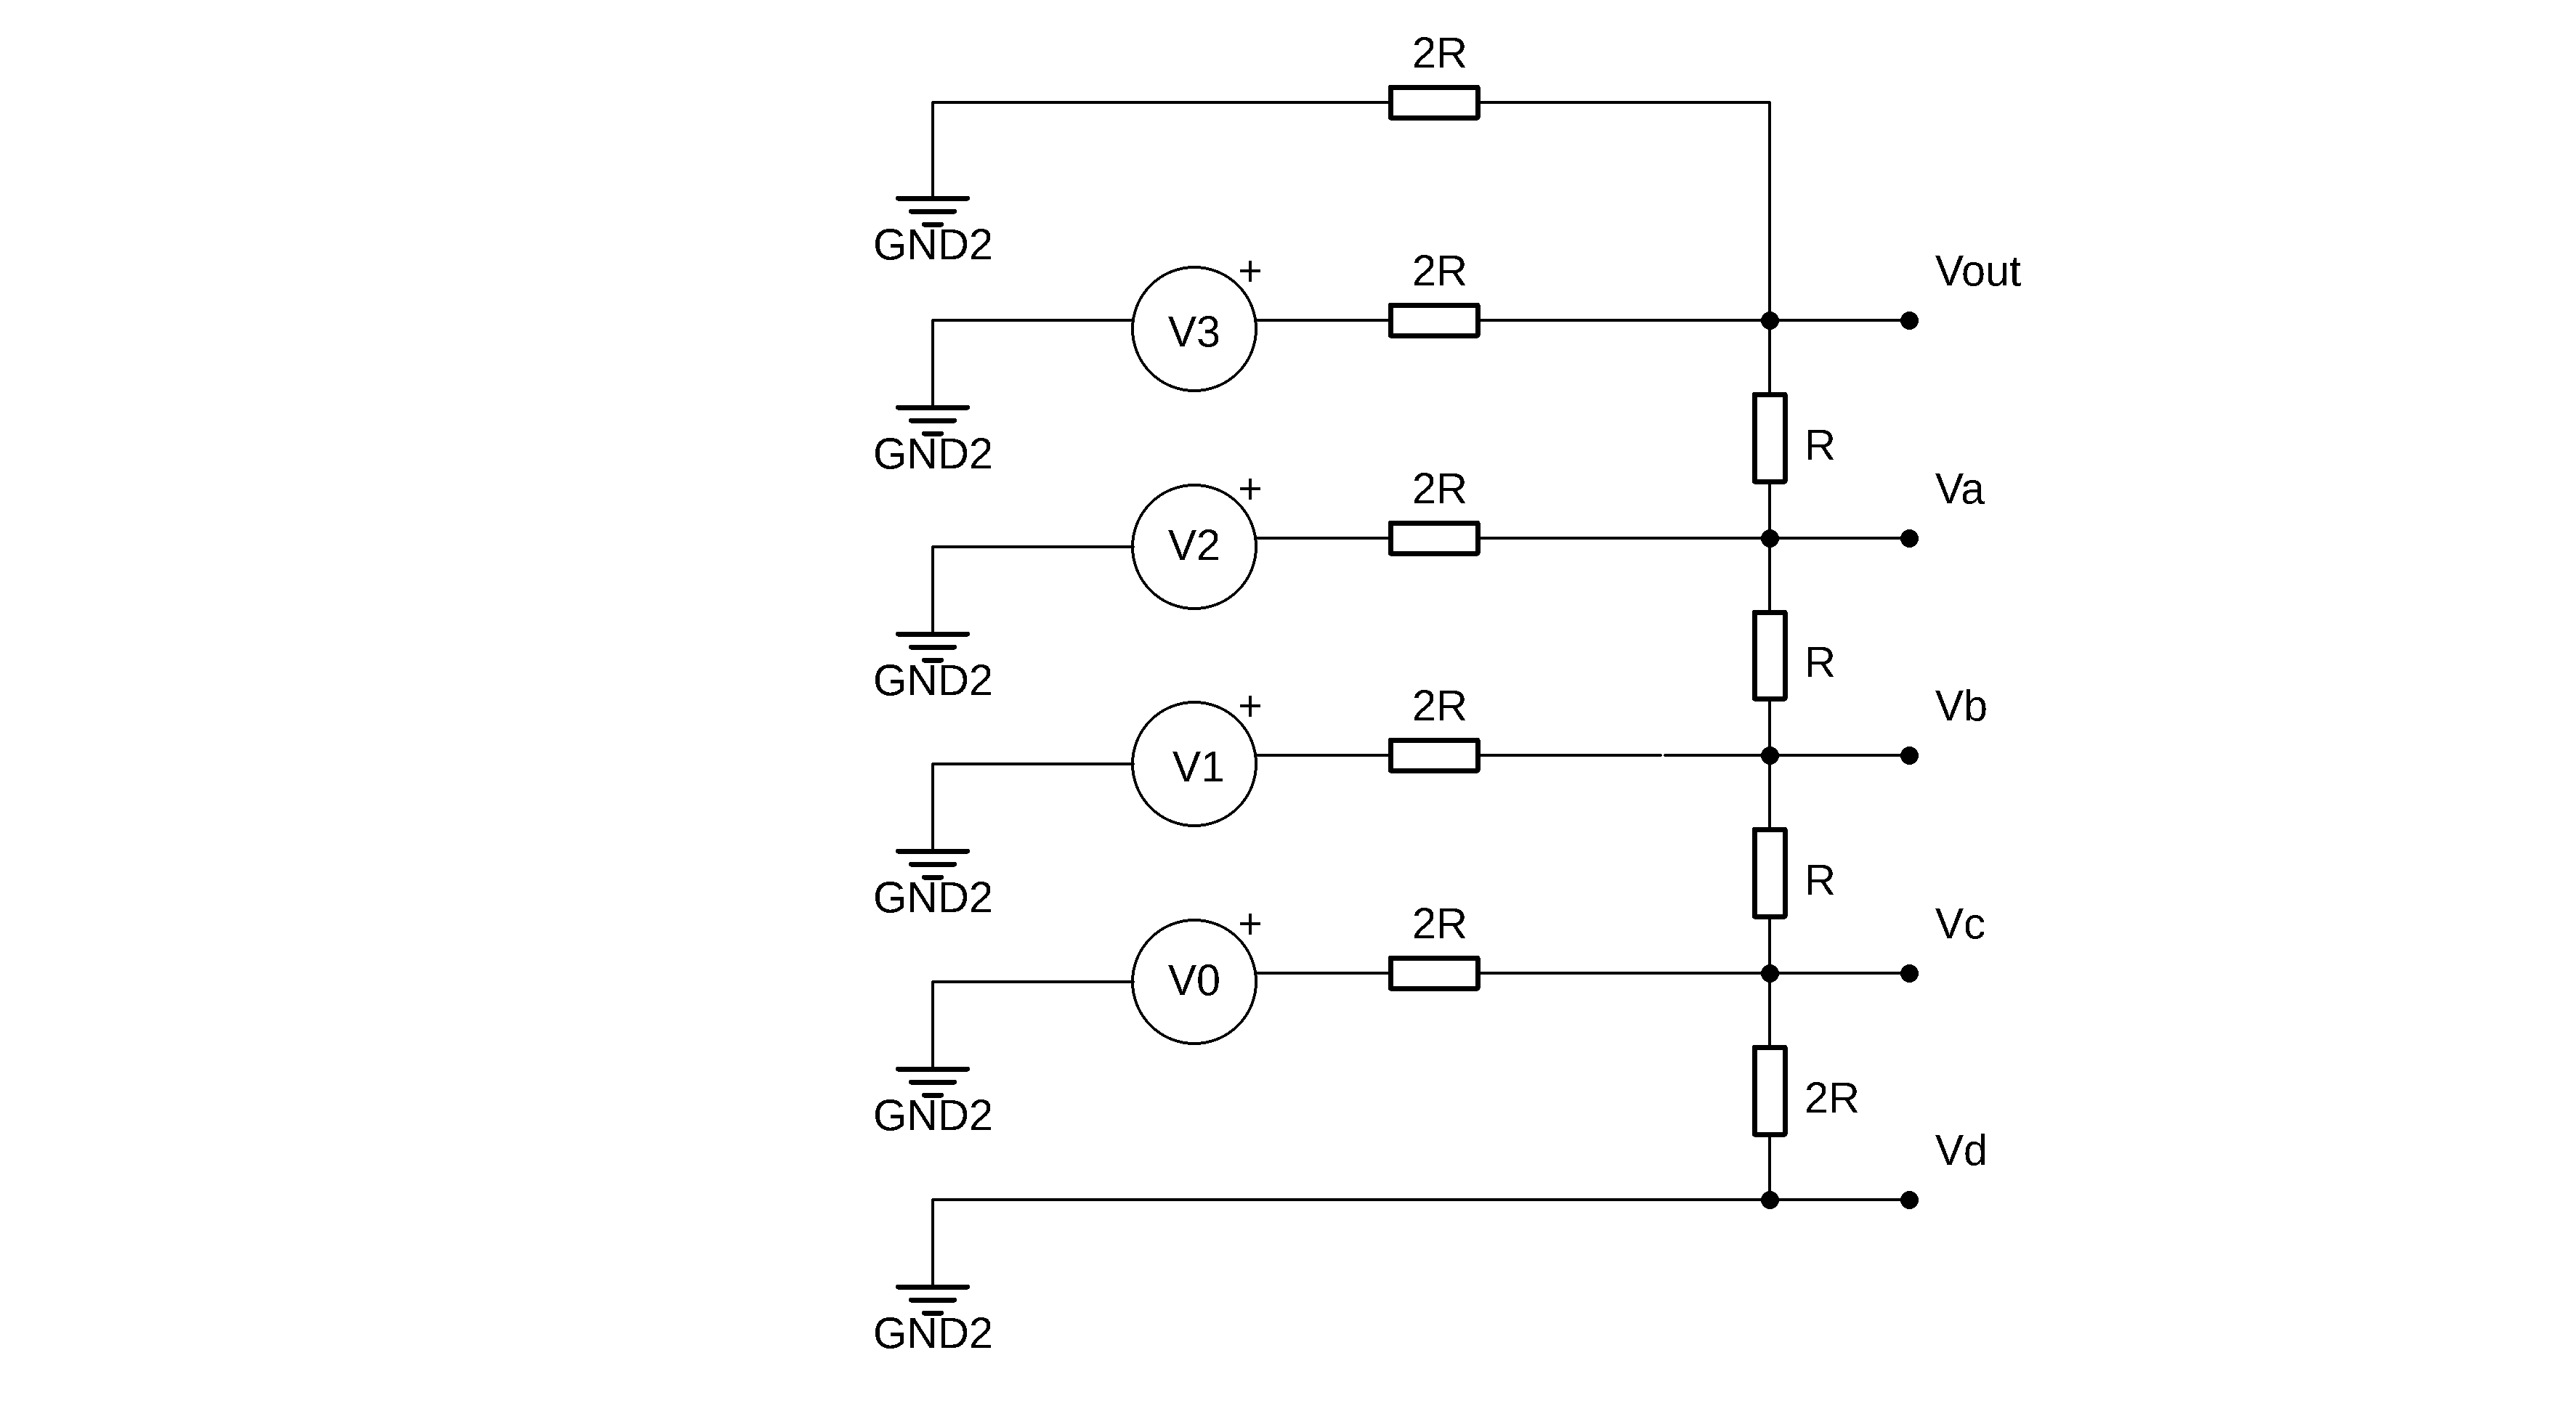 2R
GND2
+
2R
Vout
V3
R
GND2
+
2R
Va
V2
R
GND2
+
2R
Vb
V1
R
GND2
+
2R
Vc
V0
2R
GND2
Vd
GND2